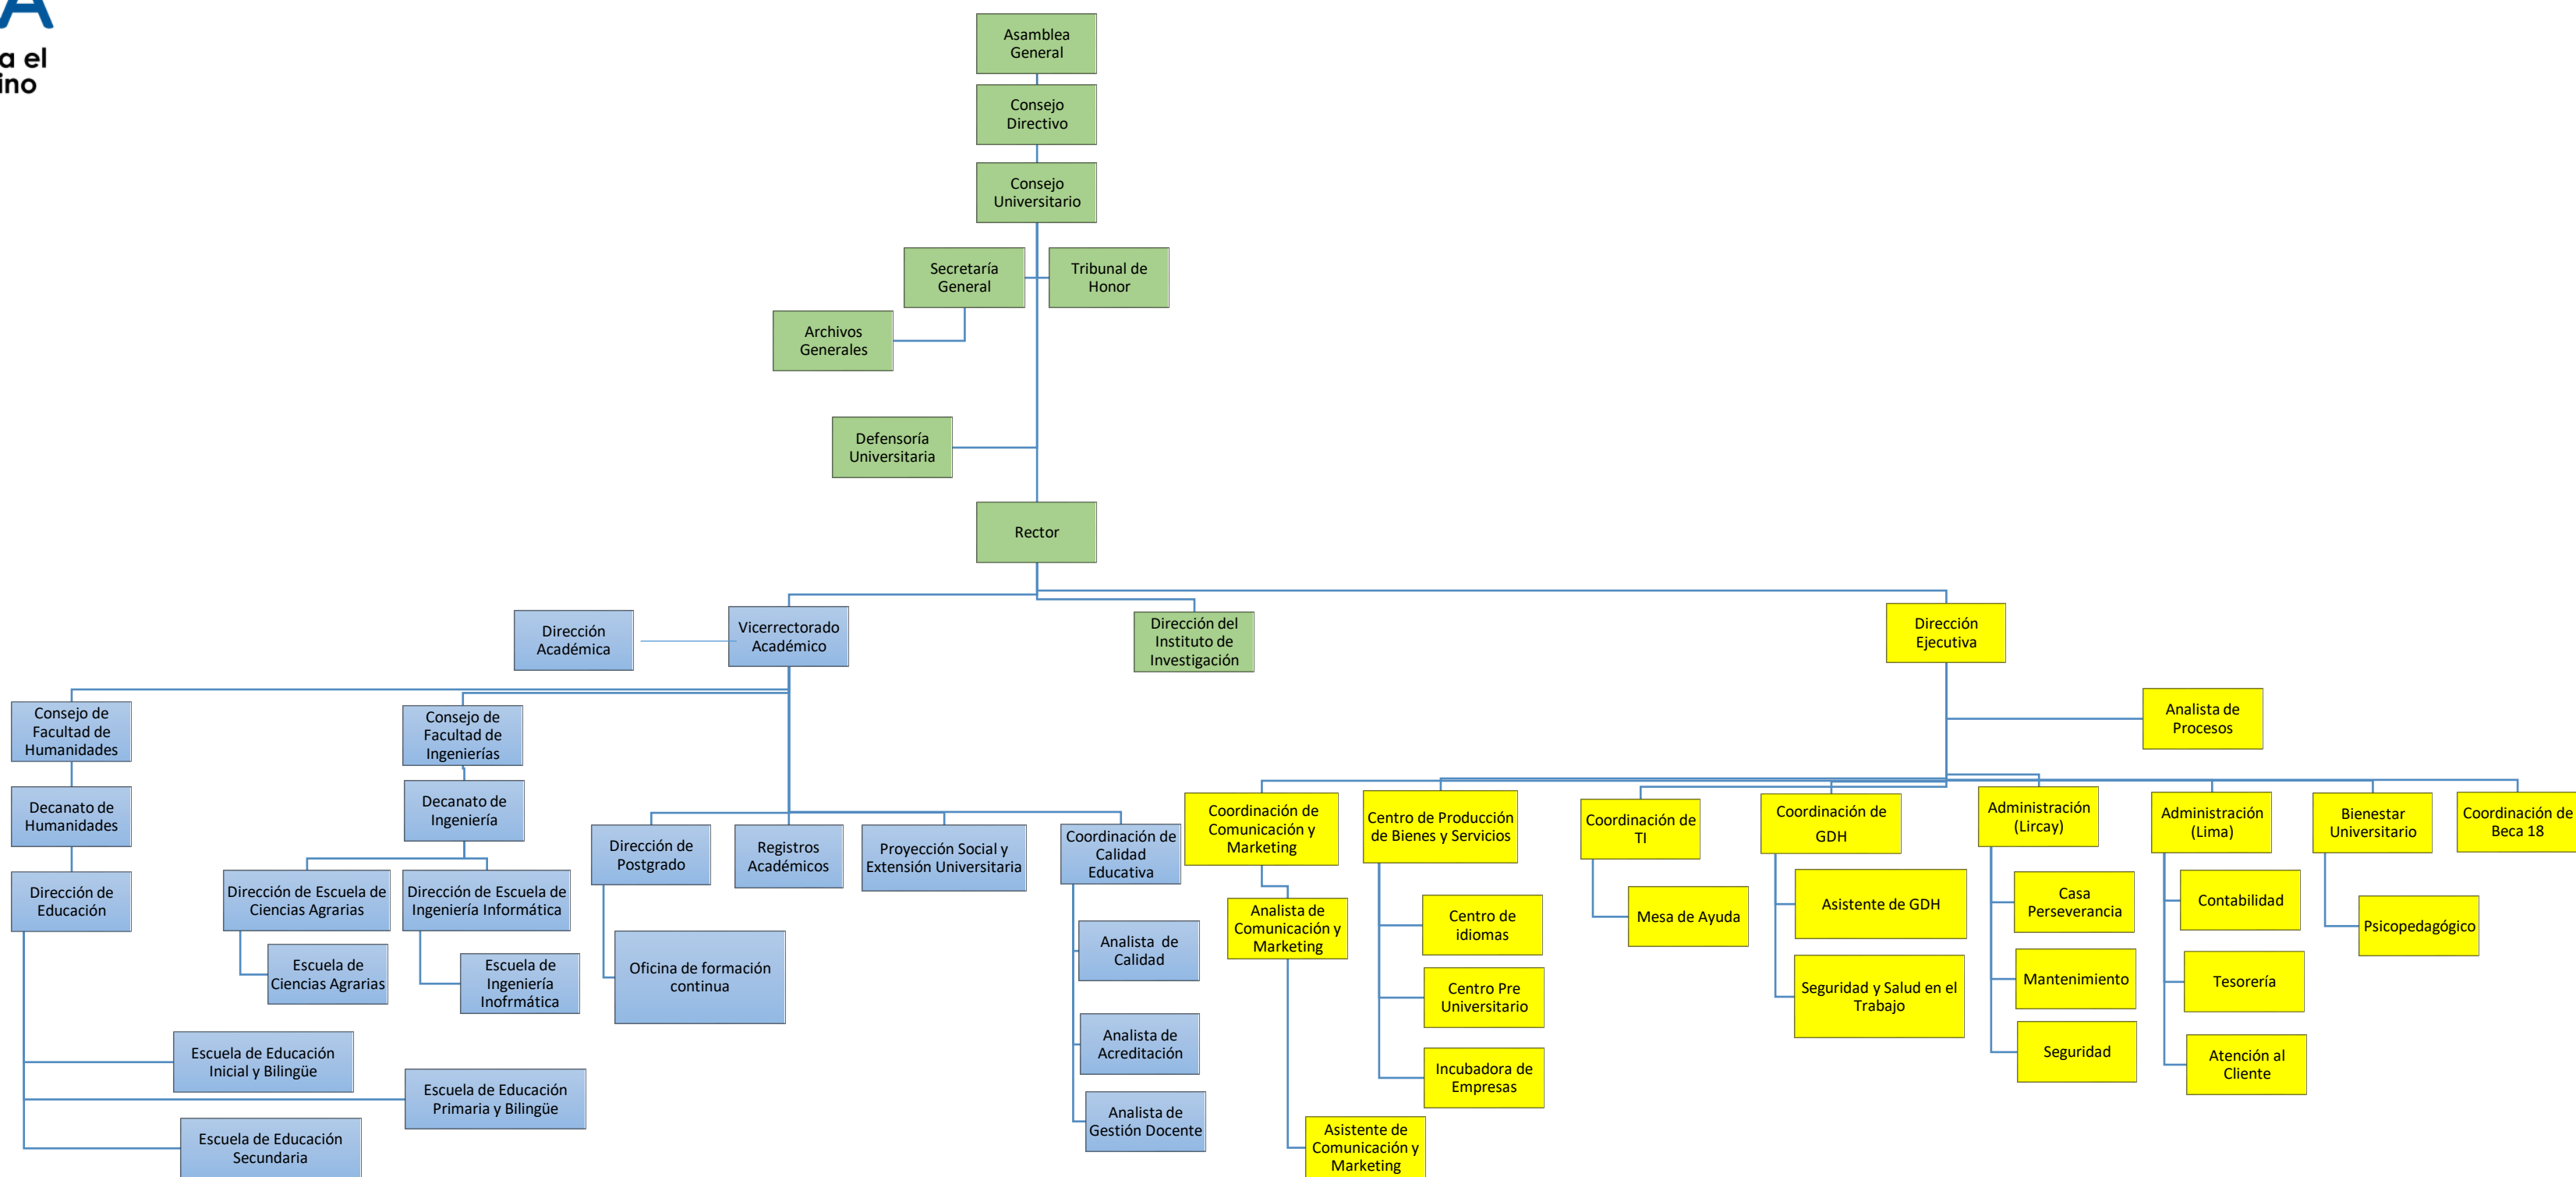 A
a el
ino
Asamblea
General
Consejo
Directivo
Consejo
Universitario
Secretaría
General
Tribunal de
Honor
Archivos
Generales
Defensoría
Universitaria
Rector
Dirección
Académica
Vicerrectorado
Académico
Dirección del
Instituto de
Investigación
Dirección
Ejecutiva
Analista de
Procesos
Consejo de
Facultad de
Humanidades
Consejo de
Facultad de
Ingenierías
Decanato de
Humanidades
Decanato de
Ingeniería
Dirección de
Educación
Dirección de Escuela de
Ciencias Agrarias
Dirección de Escuela de
Ingeniería Informática
Escuela de
Ciencias Agrarias
Escuela de
Ingeniería
Inofrmática
Escuela de Educación
Inicial y Bilingüe
Escuela de Educación
Primaria y Bilingüe
Escuela de Educación
Secundaria
Dirección de
Postgrado
Oficina de formación
continua
Registros
Académicos
Proyección Social y
Extensión Universitaria
Coordinación de
Calidad
Educativa
Analista de
Calidad
Analista de
Acreditación
Analista de
Gestión Docente
Coordinación de
Comunicación y
Marketing
Analista de
Comunicación y
Marketing
Asistente de
Comunicación y
Marketing
Centro de Producción
de Bienes y Servicios
Centro de
idiomas
Centro Pre
Universitario
Incubadora de
Empresas
Coordinación de
TI
Mesa de Ayuda
Coordinación de
GDH
Asistente de GDH
Seguridad y Salud en el
Trabajo
Administración
(Lircay)
Casa
Perseverancia
Mantenimiento
Seguridad
Administración
(Lima)
Contabilidad
Tesorería
Atención al
Cliente
Bienestar
Universitario
Psicopedagógico
Coordinación de
Beca 18